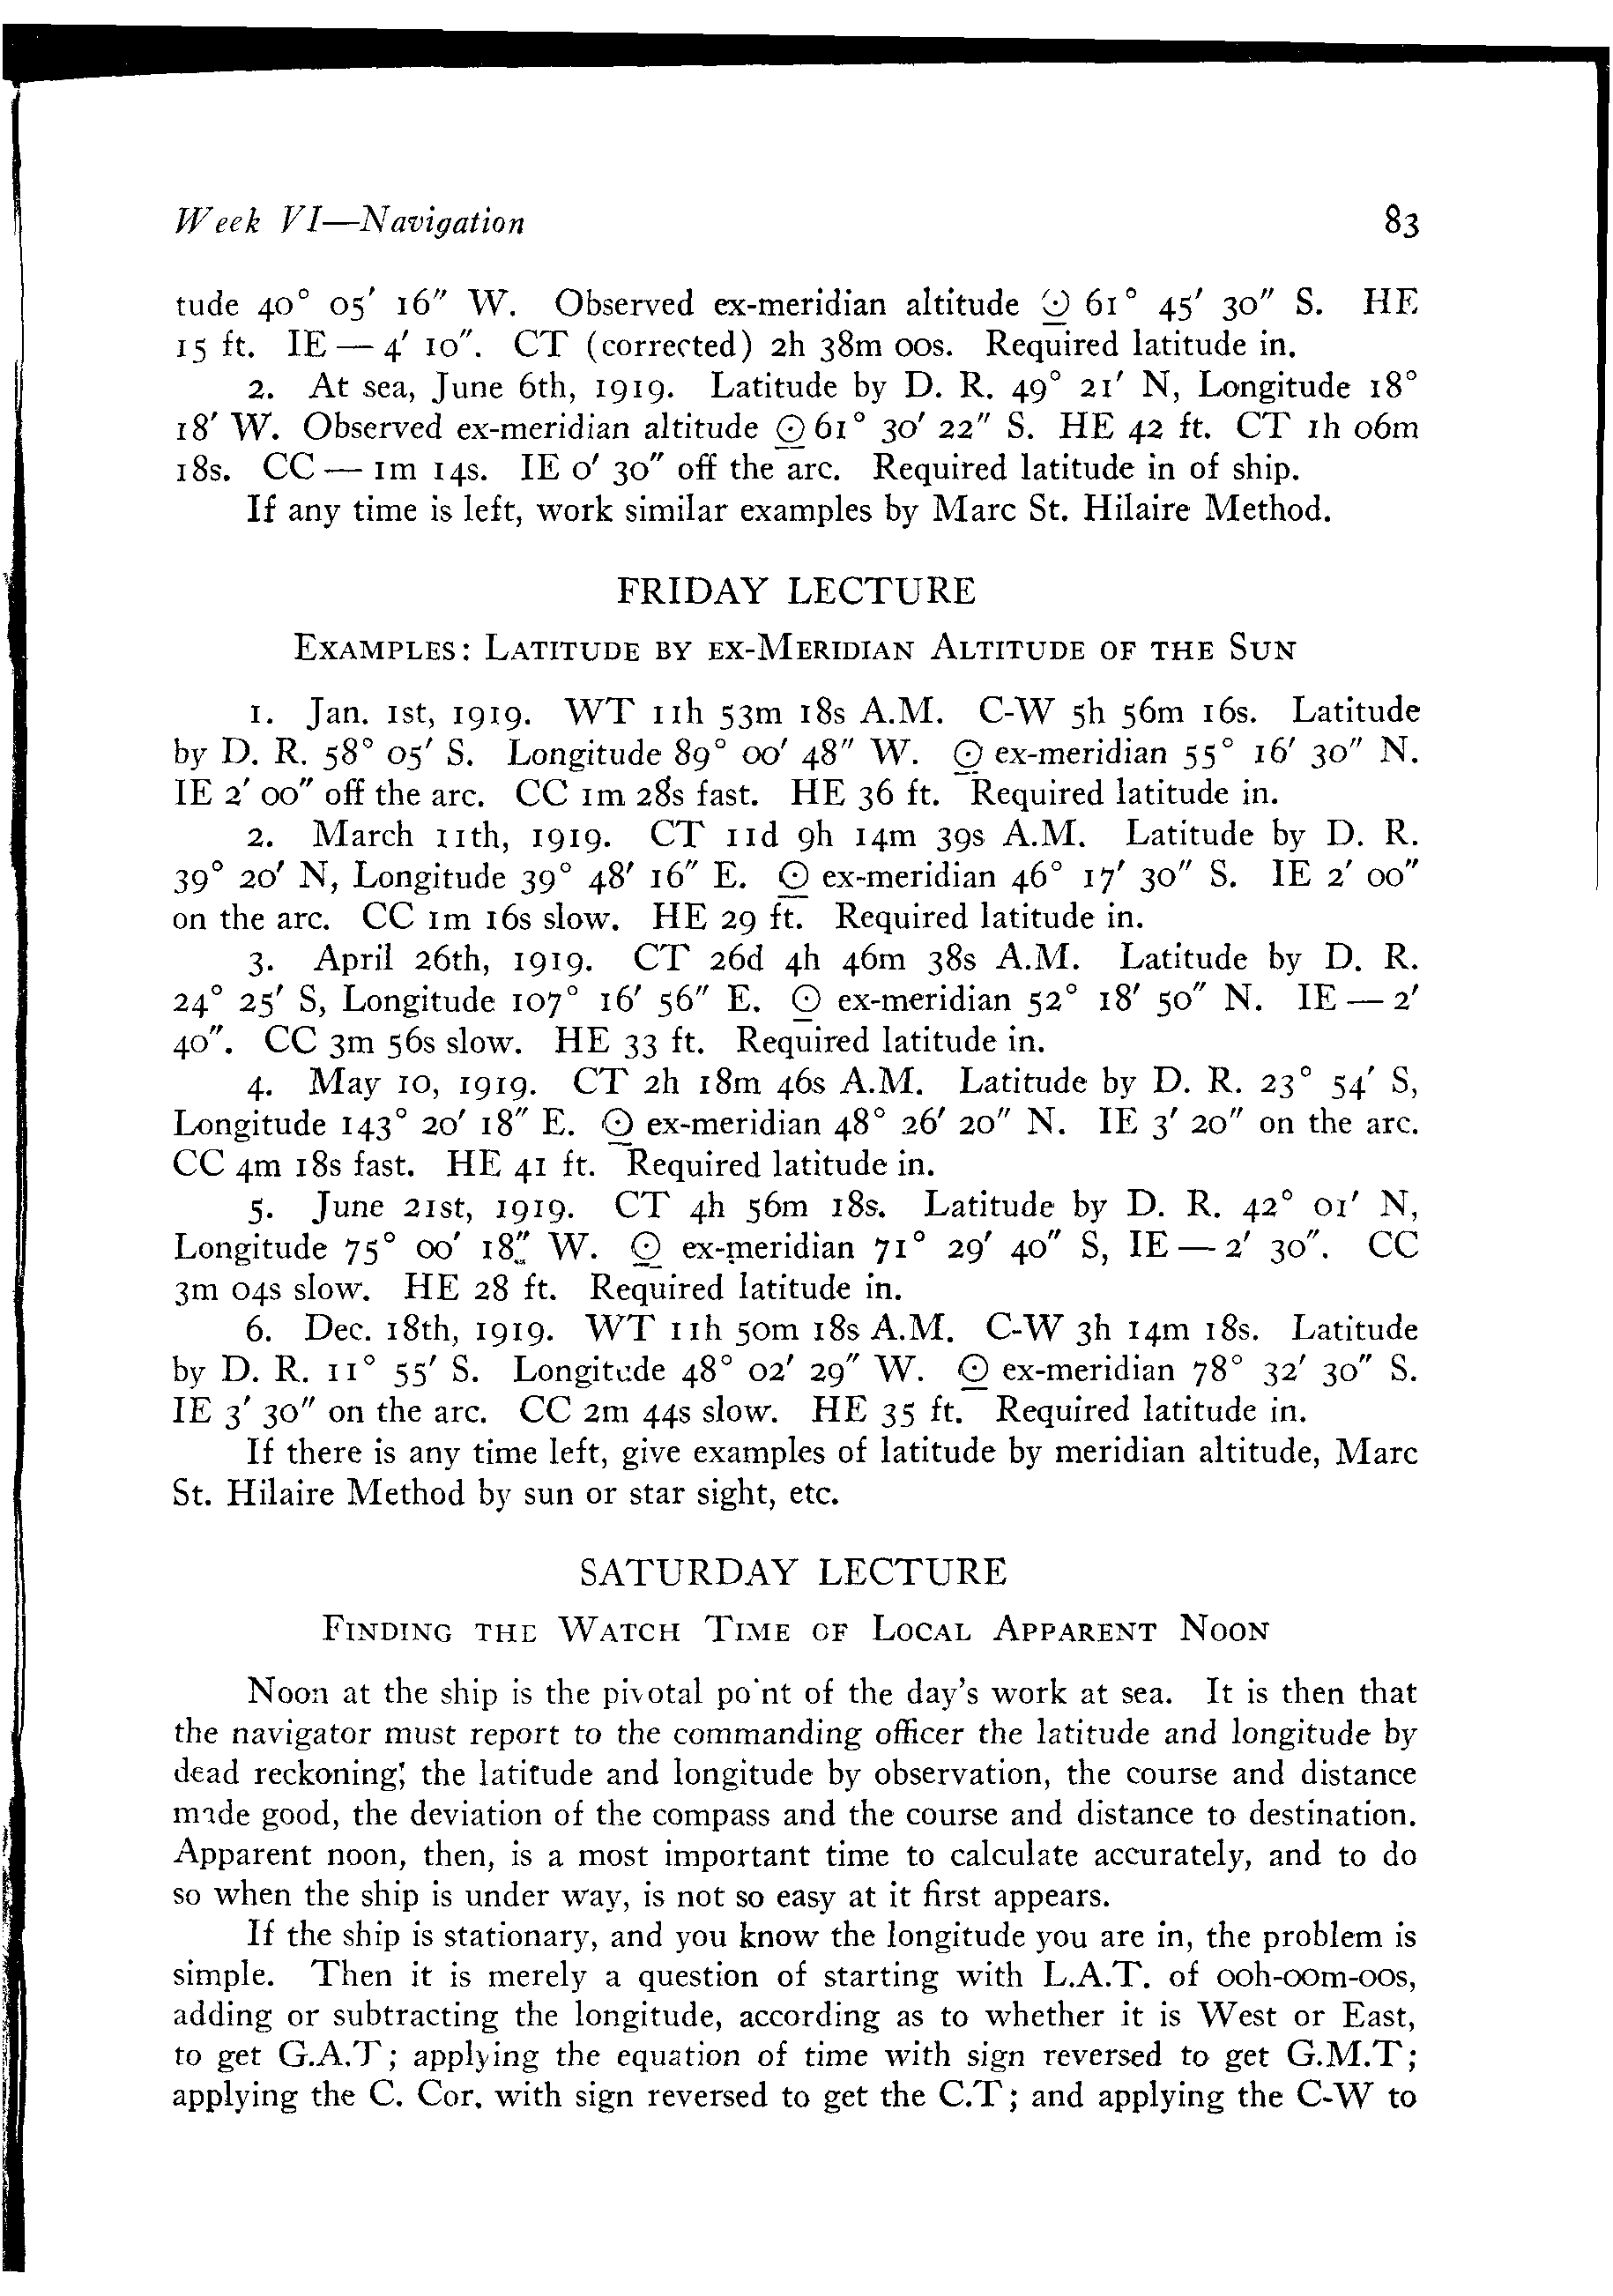 Week VI—Navigation 83
tude 40° 05′ 16″ W. Observed ex-meridian altitude ☉ 61° 45′ 30″ S. HE
15 ft. IE — 4′ 10″. CT (corrected) 2h 38m 00s. Required latitude in.
2. At sea, June 6th, 1919. Latitude by D. R. 49° 21′ N, Longitude 18°
18′ W. Observed ex-meridian altitude ☉ 61° 30′ 22″ S. HE 42 ft. CT 1h 06m
18s. CC — 1m 14s. IE 0′ 30″ off the arc. Required latitude in of ship.
If any time is left, work similar examples by Marc St. Hilaire Method.
FRIDAY LECTURE
EXAMPLES: LATITUDE BY EX-MERIDIAN ALTITUDE OF THE SUN
1. Jan. 1st, 1919. WT 11h 53m 18s A.M. C-W 5h 56m 16s. Latitude
by D. R. 58° 05′ S. Longitude 89° 00′ 48″ W. ☉ ex-meridian 55° 16′ 30″ N.
IE 2′ 00″ off the arc. CC 1m 28s fast. HE 36 ft. Required latitude in.
2. March 11th, 1919. CT 11d 9h 14m 39s A.M. Latitude by D. R.
39° 20′ N, Longitude 39° 48′ 16″ E. ☉ ex-meridian 46° 17′ 30″ S. IE 2′ 00″
on the arc. CC 1m 16s slow. HE 29 ft. Required latitude in.
3. April 26th, 1919. CT 26d 4h 46m 38s A.M. Latitude by D. R.
24° 25′ S, Longitude 107° 16′ 56″ E. ☉ ex-meridian 52° 18′ 50″ N. IE — 2′
40″. CC 3m 56s slow. HE 33 ft. Required latitude in.
4. May 10, 1919. CT 2h 18m 46s A.M. Latitude by D. R. 23° 54′ S,
Longitude 143° 20′ 18″ E. ☉ ex-meridian 48° 26′ 20″ N. IE 3′ 20″ on the arc.
CC 4m 18s fast. HE 41 ft. Required latitude in.
5. June 21st, 1919. CT 4h 56m 18s. Latitude by D. R. 42° 01′ N,
Longitude 75° 00′ 18″ W. ☉ ex-meridian 71° 29′ 40″ S, IE — 2′ 30″. CC
3m 04s slow. HE 28 ft. Required latitude in.
6. Dec. 18th, 1919. WT 11h 50m 18s A.M. C-W 3h 14m 18s. Latitude
by D. R. 11° 55′ S. Longitude 48° 02′ 29″ W. ☉ ex-meridian 78° 32′ 30″ S.
IE 3′ 30″ on the arc. CC 2m 44s slow. HE 35 ft. Required latitude in.
If there is any time left, give examples of latitude by meridian altitude, Marc
St. Hilaire Method by sun or star sight, etc.
SATURDAY LECTURE
FINDING THE WATCH TIME OF LOCAL APPARENT NOON
Noon at the ship is the pivotal point of the day's work at sea. It is then that
the navigator must report to the commanding officer the latitude and longitude by
dead reckoning; the latitude and longitude by observation, the course and distance
made good, the deviation of the compass and the course and distance to destination.
Apparent noon, then, is a most important time to calculate accurately, and to do
so when the ship is under way, is not so easy at it first appears.
If the ship is stationary, and you know the longitude you are in, the problem is
simple. Then it is merely a question of starting with L.A.T. of 00h-00m-00s,
adding or subtracting the longitude, according as to whether it is West or East,
to get G.A.T; applying the equation of time with sign reversed to get G.M.T;
applying the C. Cor. with sign reversed to get the C.T; and applying the C-W to